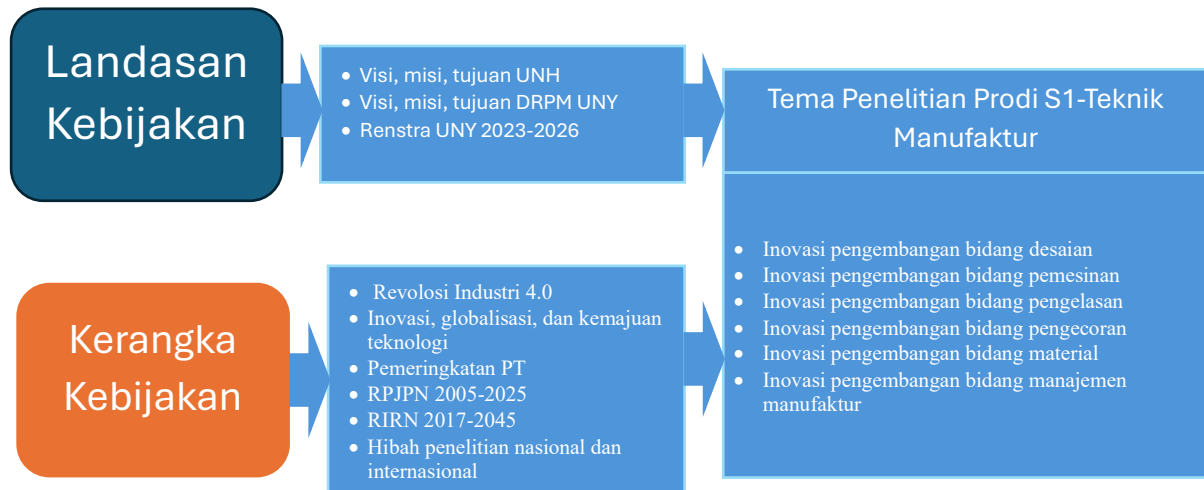 Landasan
Kebijakan
• Visi, misi, tujuan UNH
• Visi, misi, tujuan DRPM UNY
• Renstra UNY 2023-2026
Tema Penelitian Prodi S1-Teknik
Manufaktur
Kerangka
Kebijakan
• Revolosi Industri 4.0
• Inovasi, globalisasi, dan kemajuan
teknologi
• Pemeringkatan PT
• RPJPN 2005-2025
• RIRN 2017-2045
• Hibah penelitian nasional dan
internasional
• Inovasi pengembangan bidang desaian
• Inovasi pengembangan bidang pemesinan
• Inovasi pengembangan bidang pengelasan
• Inovasi pengembangan bidang pengecoran
• Inovasi pengembangan bidang material
• Inovasi pengembangan bidang manajemen
manufaktur